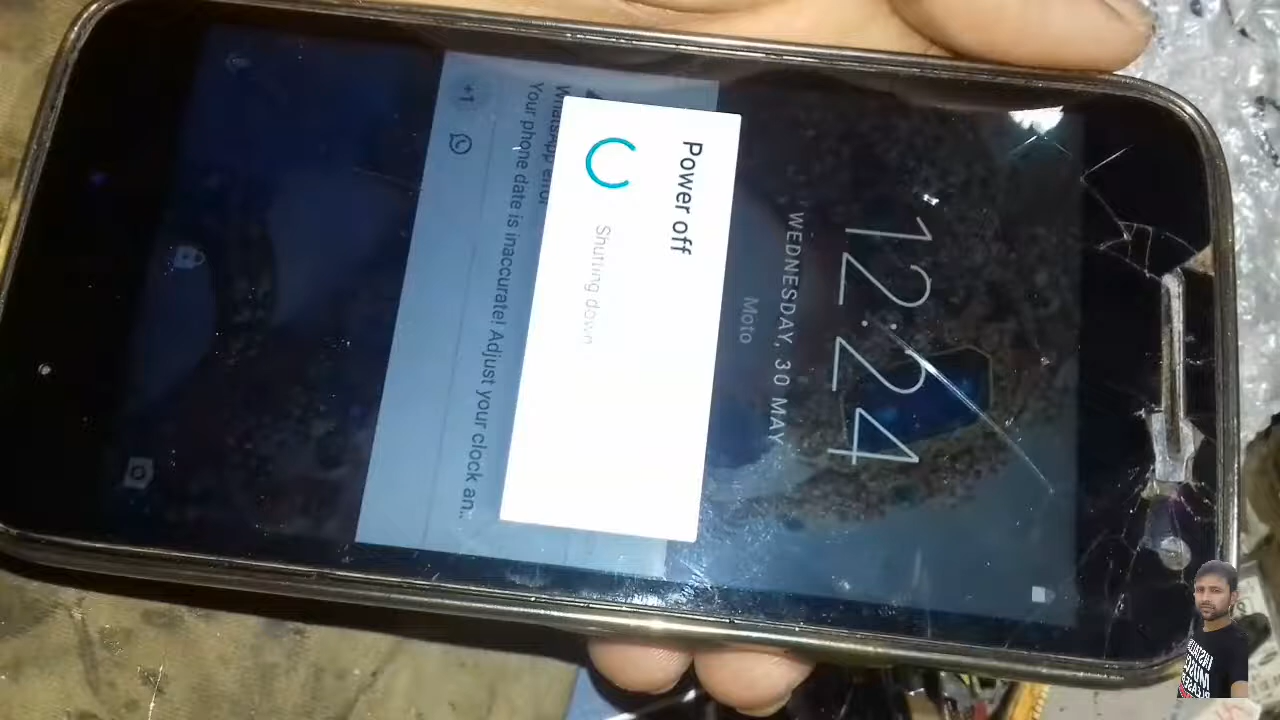 12:24
WEDNESDAY, 30 MAY
Moto
Power off
Shutting down
WhatsApp error
Your phone date is inaccurate! Adjust your clock an..
+1